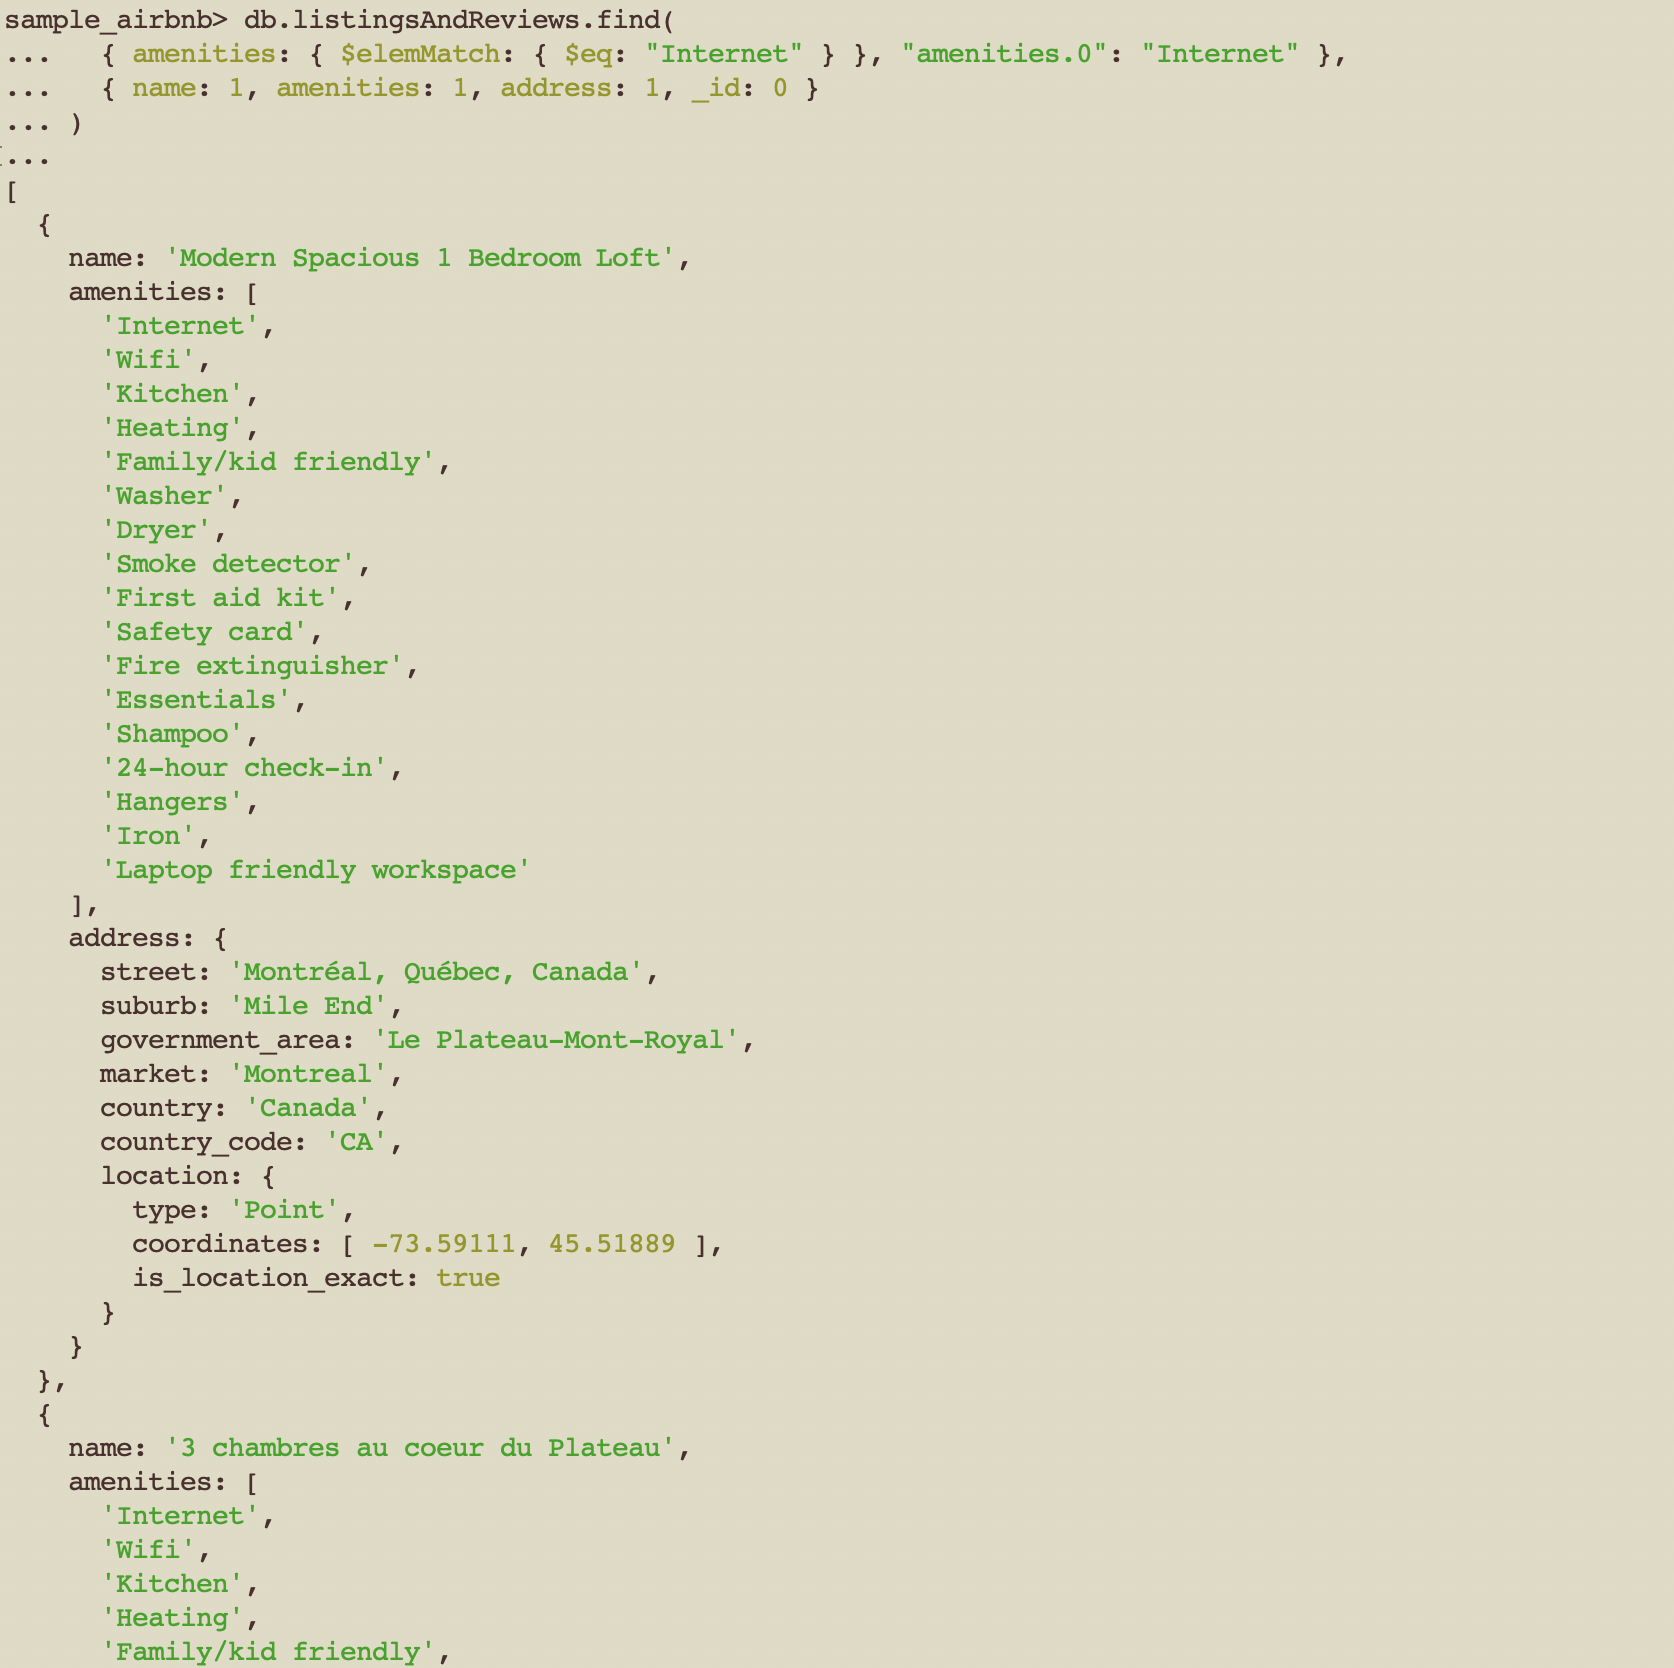 sample_airbnb> db.listingsAndReviews.find(
...   { amenities: { $elemMatch: { $eq: "Internet" } }, "amenities.0": "Internet" },
...   { name: 1, amenities: 1, address: 1, _id: 0 }
... )
...
[
  {
    name: 'Modern Spacious 1 Bedroom Loft',
    amenities: [
      'Internet',
      'Wifi',
      'Kitchen',
      'Heating',
      'Family/kid friendly',
      'Washer',
      'Dryer',
      'Smoke detector',
      'First aid kit',
      'Safety card',
      'Fire extinguisher',
      'Essentials',
      'Shampoo',
      '24-hour check-in',
      'Hangers',
      'Iron',
      'Laptop friendly workspace'
    ],
    address: {
      street: 'Montréal, Québec, Canada',
      suburb: 'Mile End',
      government_area: 'Le Plateau-Mont-Royal',
      market: 'Montreal',
      country: 'Canada',
      country_code: 'CA',
      location: {
        type: 'Point',
        coordinates: [ -73.59111, 45.51889 ],
        is_location_exact: true
      }
    }
  },
  {
    name: '3 chambres au coeur du Plateau',
    amenities: [
      'Internet',
      'Wifi',
      'Kitchen',
      'Heating',
      'Family/kid friendly',